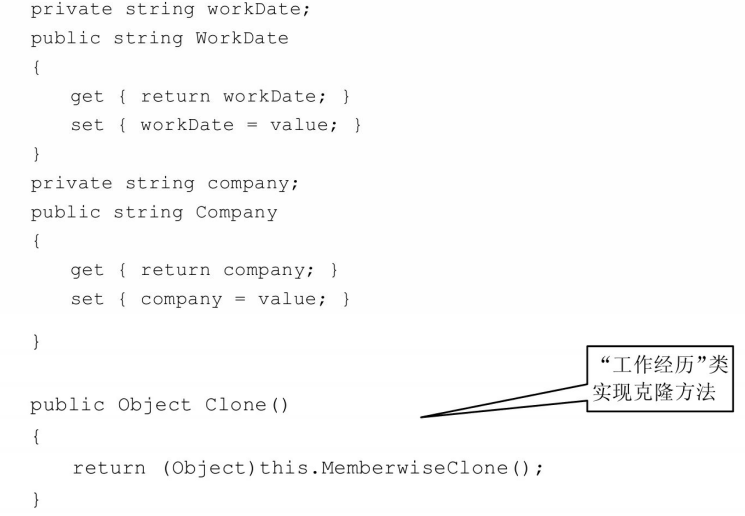 private string workDate;
public string WorkDate
{
get { return workDate; }
set { workDate = value; }
}
private string company;
public string Company
{
get { return company; }
set { company = value; }
}
“工作经历”类
实现克隆方法
public Object Clone()
{
return (Object)this.MemberwiseClone();
}